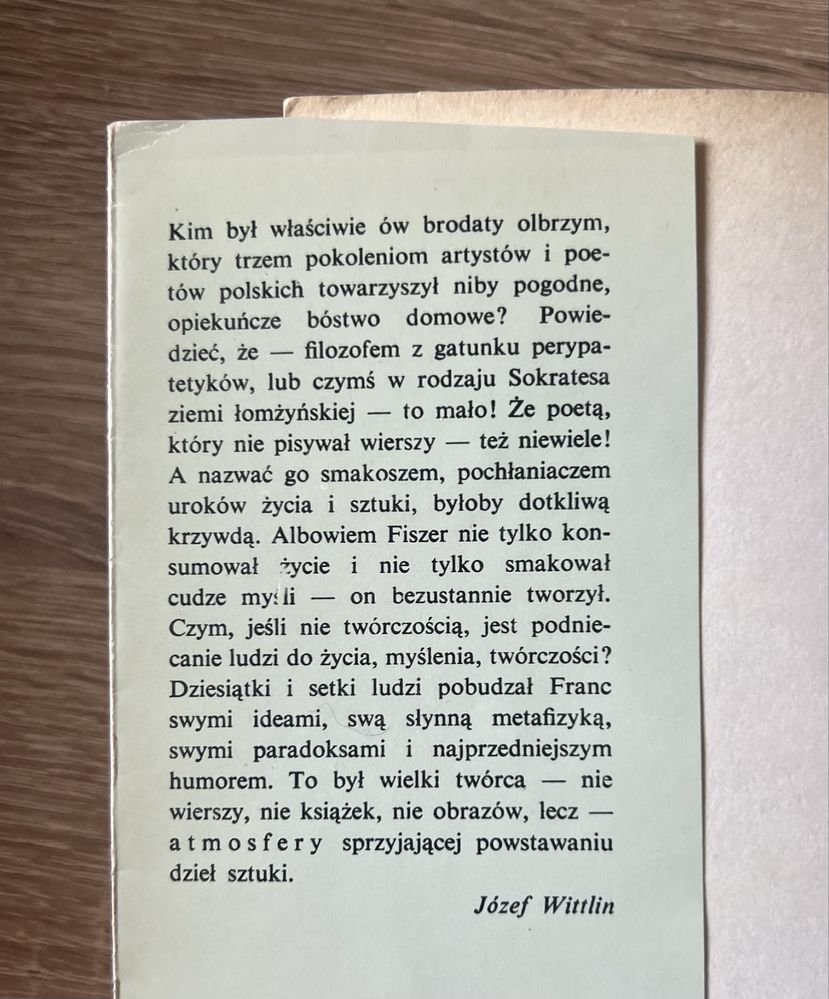 Kim był właściwie ów brodaty olbrzym,
który trzem pokoleniom artystów i poe-
tów polskich towarzyszył niby pogodne,
opiekuńcze bóstwo domowe? Powie-
dzieć, że — filozofem z gatunku perypa-
tetyków, lub czymś w rodzaju Sokratesa
ziemi łomżyńskiej — to mało! Że poetą,
który nie pisywał wierszy — też niewiele!
A nazwać go smakoszem, pochłaniaczem
uroków życia i sztuki, byłoby dotkliwą
krzywdą. Albowiem Fiszer nie tylko kon-
sumował życie i nie tylko smakował
cudze myśli — on bezustannie tworzył.
Czym, jeśli nie twórczością, jest podnie-
canie ludzi do życia, myślenia, twórczości?
Dziesiątki i setki ludzi pobudzał Franc
swymi ideami, swą słynną metafizyką,
swymi paradoksami i najprzedniejszym
humorem. To był wielki twórca — nie
wierszy, nie książek, nie obrazów, lecz —
atmosfery sprzyjającej powstawaniu
dzieł sztuki.
Józef Wittlin